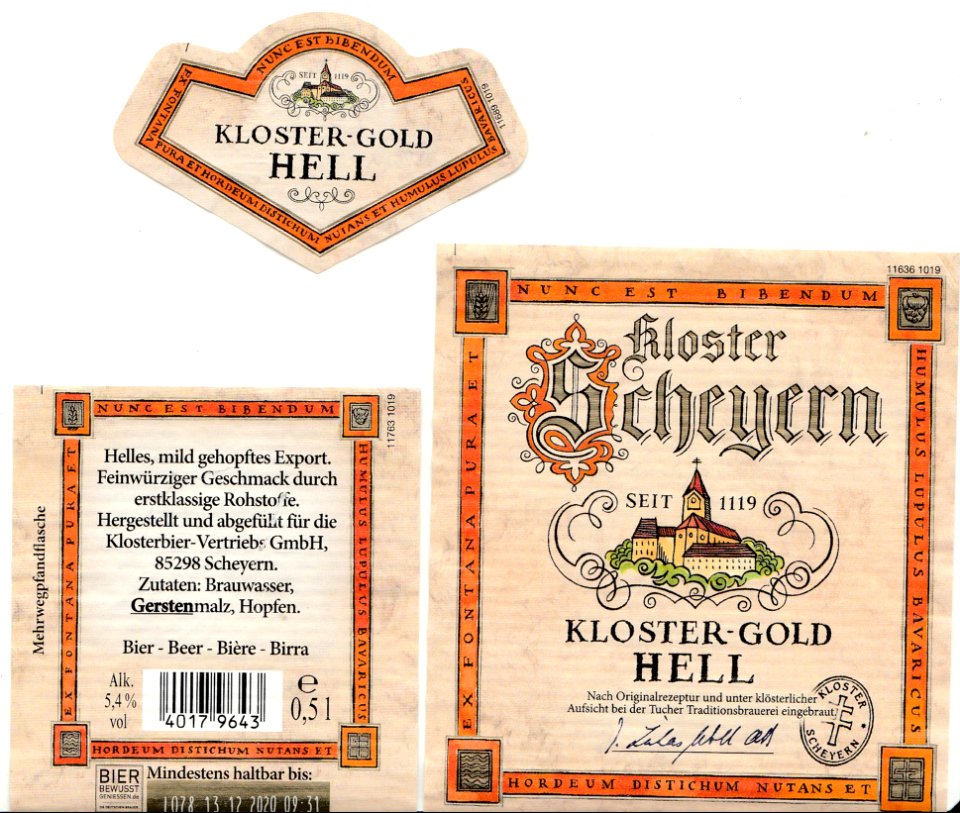 NUNC EST BIBENDUM
SEIT 1119
KLOSTER-GOLD
HELL
EX FONTANA
PURA ET HORDEUM DISTICHUM
NUTANS ET HUMULUS LUPULUS
BAVARICUS
11689 1019
11636 1019
NUNC EST BIBENDUM
Kloster
Scheyern
SEIT 1119
KLOSTER-GOLD
HELL
Nach Originalrezeptur und unter klösterlicher
Aufsicht bei der Tucher Traditionsbrauerei eingebraut.
KLOSTER
SCHEYERN
EX FONTANA PURA ET
HUMULUS LUPULUS BAVARICUS
HORDEUM DISTICHUM NUTANS ET
Mehrwegpfandflasche
11763 1019
NUNC EST BIBENDUM
EX FONTANA PURA ET
HUMULUS LUPULUS BAVARICUS
Helles, mild gehopftes Export.
Feinwürziger Geschmack durch
erstklassige Rohstoffe.
Hergestellt und abgefüllt für die
Klosterbier-Vertriebs GmbH,
85298 Scheyern.
Zutaten: Brauwasser,
Gerstenmalz, Hopfen.
Bier - Beer - Bière - Birra
Alk.
5,4 %
vol
4017 9643
e
0,5 l
HORDEUM DISTICHUM NUTANS ET
BIER
BEWUSST
GENIESSEN.de
DIE DEUTSCHEN BRAUER
Mindestens haltbar bis:
L078 13 12 2020 09:31